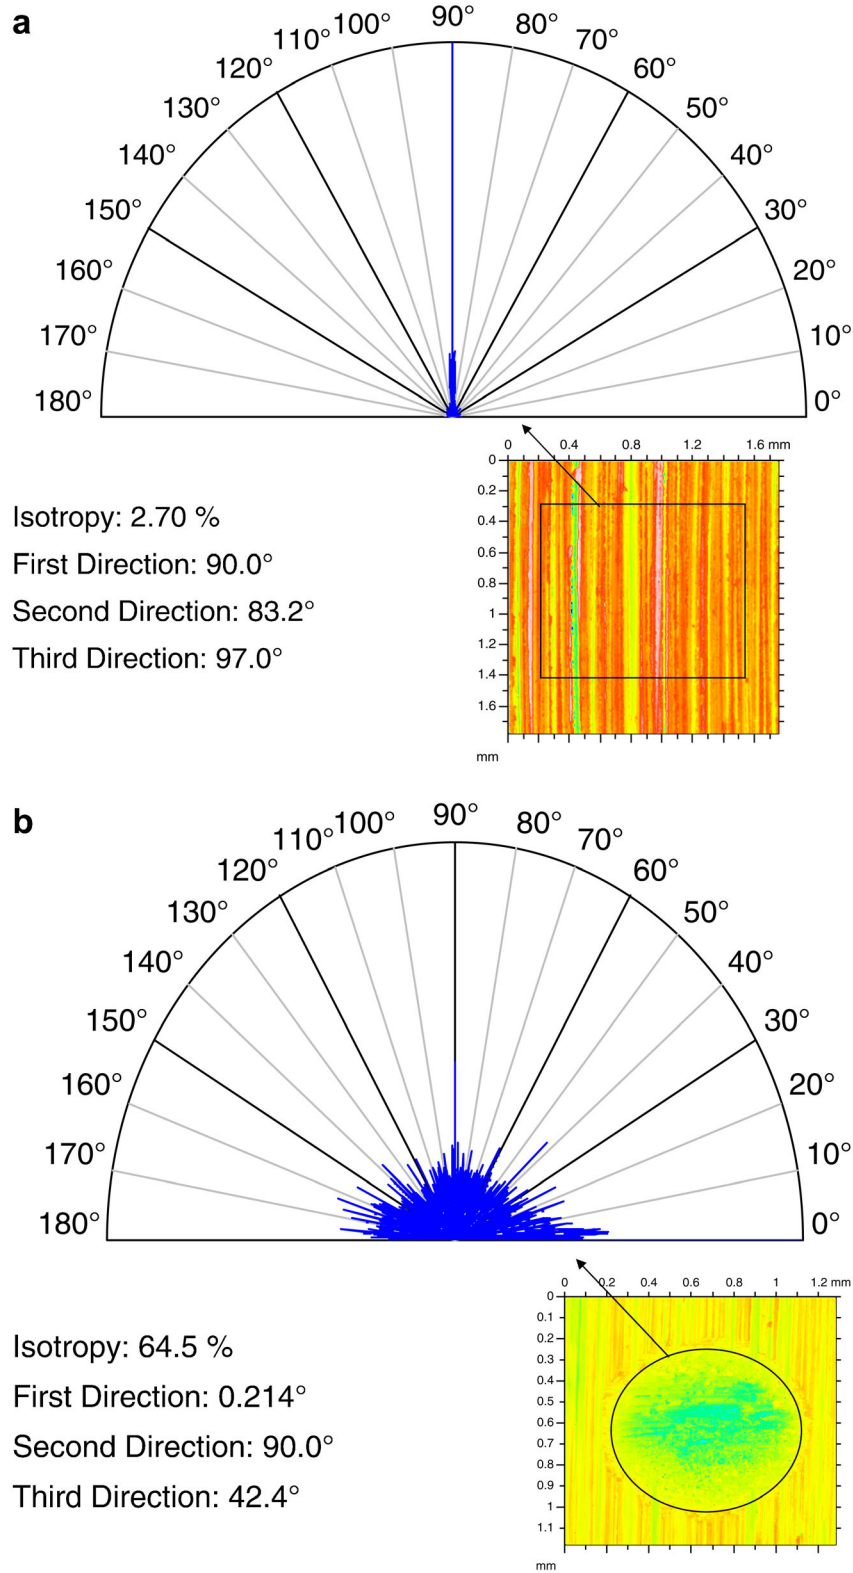 a
90°
110° 100° 80° 70°
120° 60°
130° 50°
140° 40°
150° 30°
160° 20°
170° 10°
180° 0°
0 0.4 0.8 1.2 1.6 mm
0
0.2
0.4
0.6
0.8
1
1.2
1.4
1.6
mm
Isotropy: 2.70 %
First Direction: 90.0°
Second Direction: 83.2°
Third Direction: 97.0°
b
90°
110° 100° 80° 70°
120° 60°
130° 50°
140° 40°
150° 30°
160° 20°
170° 10°
180° 0°
0 0.2 0.4 0.6 0.8 1 1.2 mm
0
0.1
0.2
0.3
0.4
0.5
0.6
0.7
0.8
0.9
1
1.1
mm
Isotropy: 64.5 %
First Direction: 0.214°
Second Direction: 90.0°
Third Direction: 42.4°